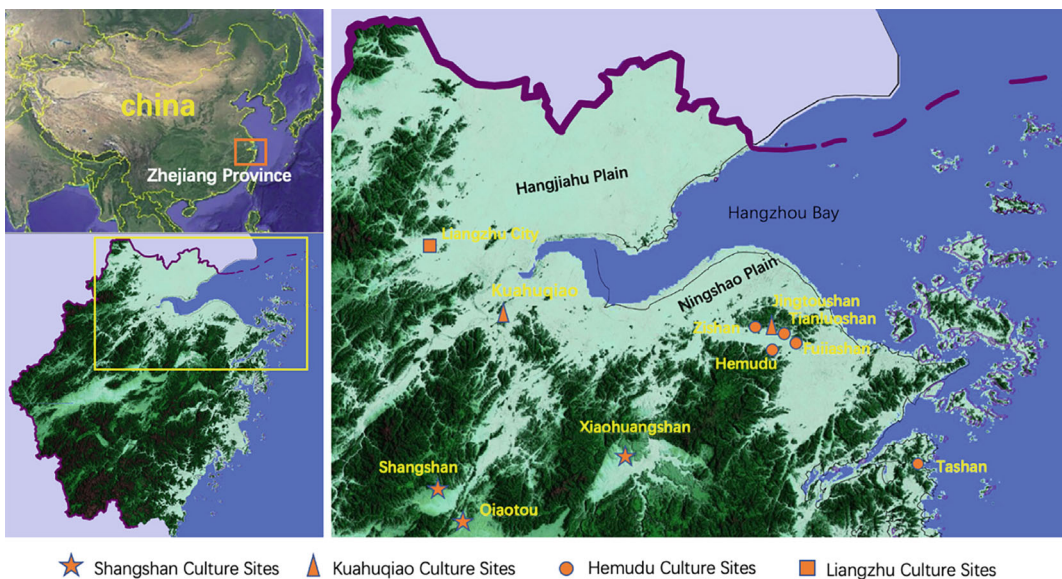 china
Zhejiang Province
Hangjiahu Plain
Hangzhou Bay
Liangzhu City
Kuahuqiao
Ningshao Plain
Jingtoushan
Zishan
Tianluoshan
Fujiashan
Hemudu
Xiaohuangshan
Shangshan
Tashan
Qiaotou
Shangshan Culture Sites
Kuahuqiao Culture Sites
Hemudu Culture Sites
Liangzhu Culture Sites